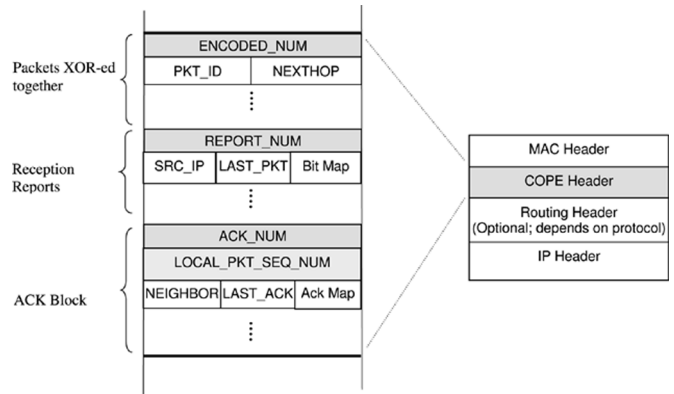 Packets XOR-ed
together
ENCODED_NUM
PKT_ID NEXTHOP
Reception
Reports
REPORT_NUM
SRC_IP LAST_PKT Bit Map
ACK Block
ACK_NUM
LOCAL_PKT_SEQ_NUM
NEIGHBOR LAST_ACK Ack Map
MAC Header
COPE Header
Routing Header
(Optional; depends on protocol)
IP Header